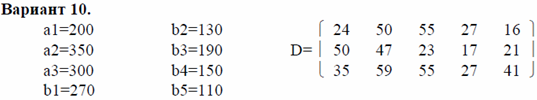 Вариант 10.
a1=200 b2=130 24 50 55 27 16
a2=350 b3=190 D= 50 47 23 17 21
a3=300 b4=150 35 59 55 27 41
b1=270 b5=110